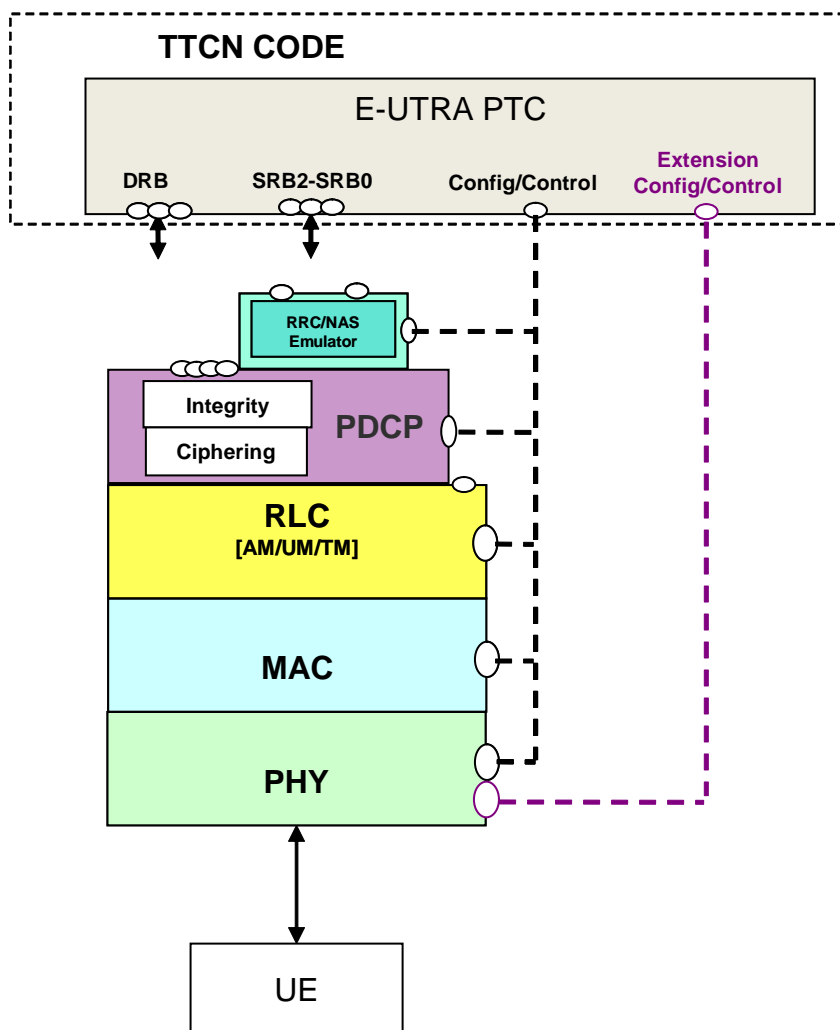 TTCN CODE
E-UTRA PTC
DRB
SRB2-SRB0
Config/Control
Extension
Config/Control
RRC/NAS
Emulator
Integrity
Ciphering
PDCP
RLC
[AM/UM/TM]
MAC
PHY
UE